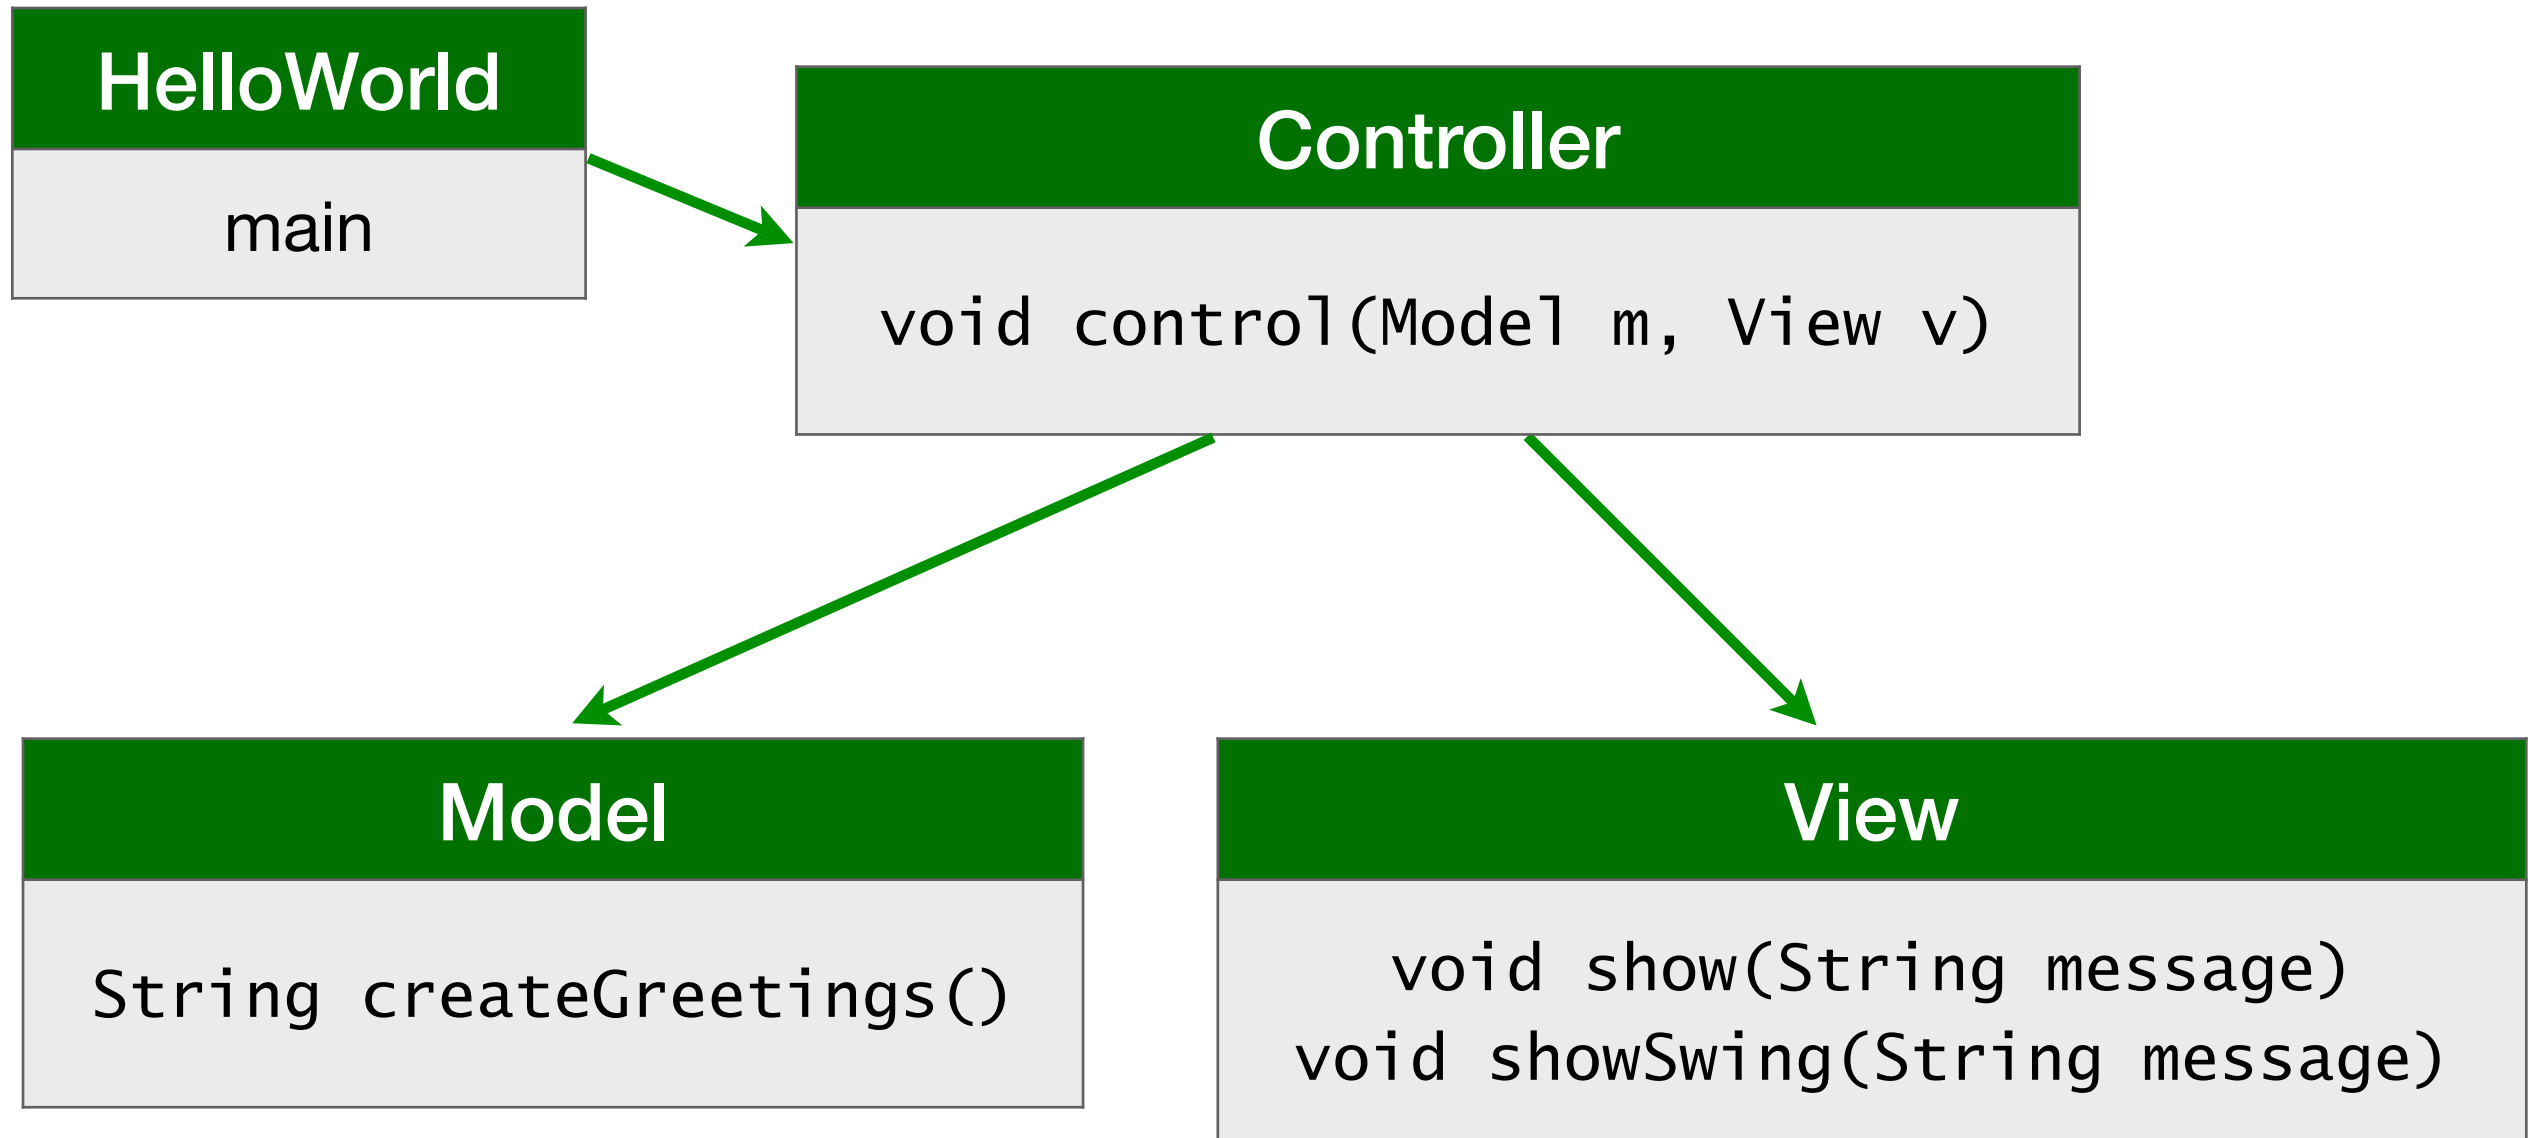 HelloWorld
main
Controller
void control(Model m, View v)
Model
String createGreetings()
View
void show(String message)
void showSwing(String message)